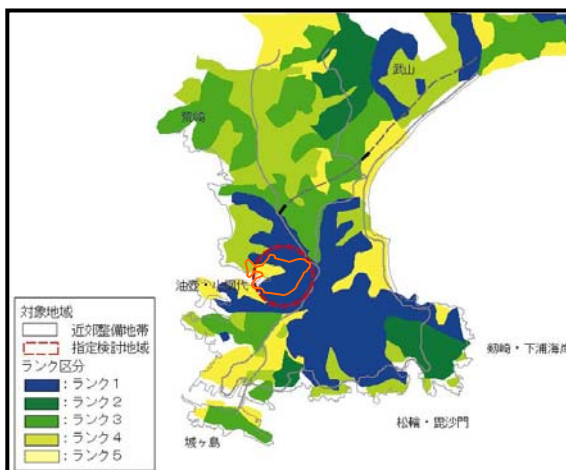 武山
荒崎
油壺・小網代
剱崎・下浦海岸
松輪・毘沙門
城ヶ島
対象地域
近郊整備地帯
指定検討地域
ランク区分
：ランク1
：ランク2
：ランク3
：ランク4
：ランク5